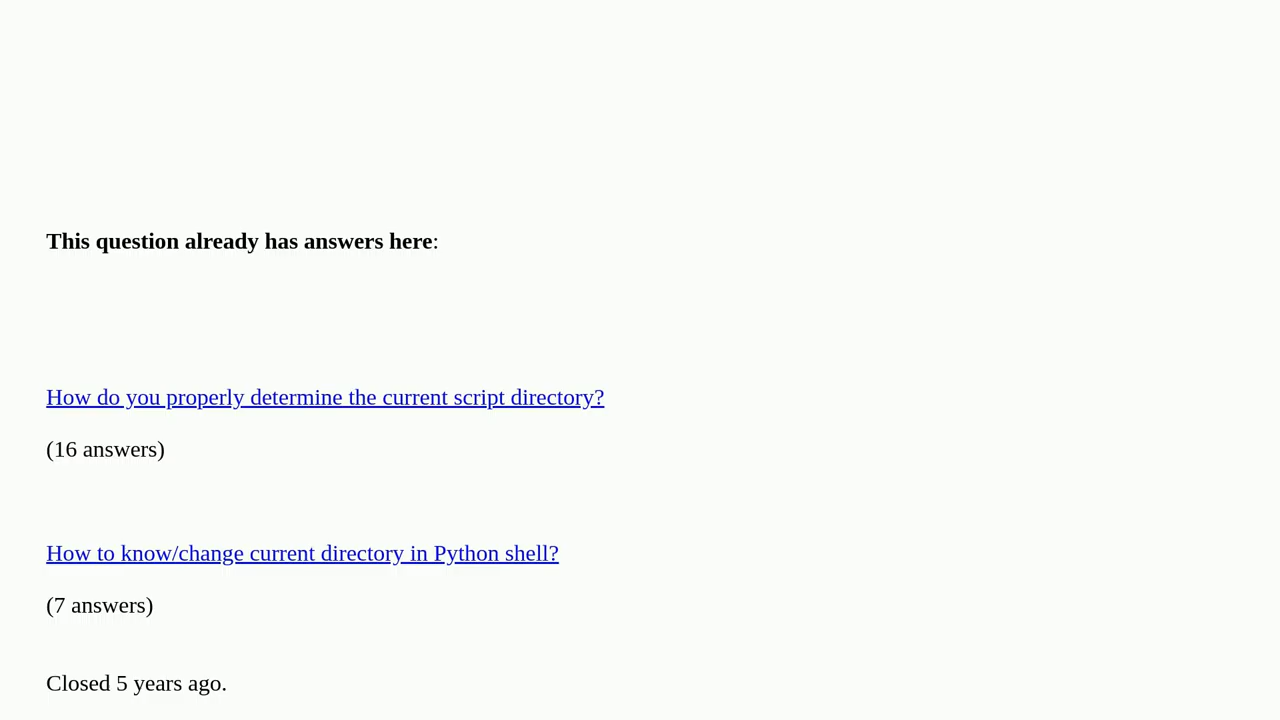 This question already has answers here:
How do you properly determine the current script directory?
(16 answers)
How to know/change current directory in Python shell?
(7 answers)
Closed 5 years ago.